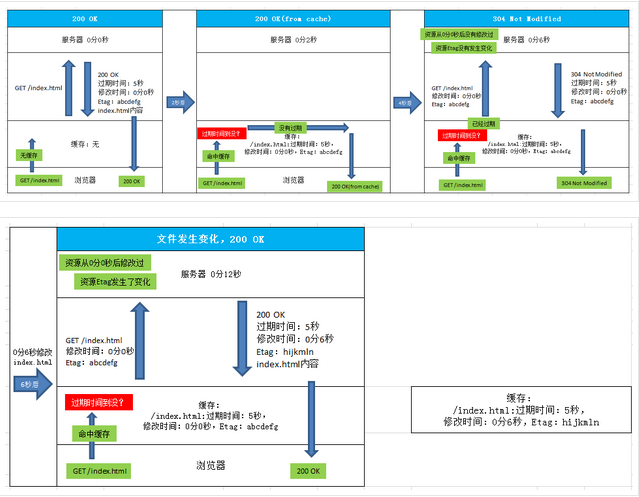 200 OK
服务器 0分0秒
GET /index.html
200 OK
过期时间：5秒
修改时间：0分0秒
Etag：abcdefg
index.html内容
无缓存
缓存：无
GET /index.html
浏览器
200 OK
2秒后
200 OK(from cache)
服务器 0分2秒
过期时间到没？
没有过期
缓存：
/index.html:过期时间：5秒，
修改时间：0分0秒，Etag：abcdefg
命中缓存
GET /index.html
浏览器
200 OK(from cache)
4秒后
304 Not Modified
资源从0分0秒后没有修改过
服务器 0分6秒
资源Etag没有发生变化
GET /index.html
修改时间：0分0秒
Etag：abcdefg
304 Not Modified
过期时间：5秒
修改时间：0分0秒
Etag：abcdefg
已经过期
过期时间到没？
缓存：
/index.html:过期时间：5秒，
修改时间：0分0秒，Etag：abcdefg
命中缓存
GET /index.html
浏览器
304 Not Modified
0分6秒修改
index.html
6秒后
文件发生变化，200 OK
资源从0分0秒后修改过
服务器 0分12秒
资源Etag发生了变化
GET /index.html
修改时间：0分0秒
Etag：abcdefg
200 OK
过期时间：5秒
修改时间：0分6秒
Etag：hijkmln
index.html内容
过期时间到没？
缓存：
/index.html:过期时间：5秒，
修改时间：0分0秒，Etag：abcdefg
命中缓存
GET /index.html
浏览器
200 OK
缓存：
/index.html:过期时间：5秒，
修改时间：0分6秒，Etag：hijkmln